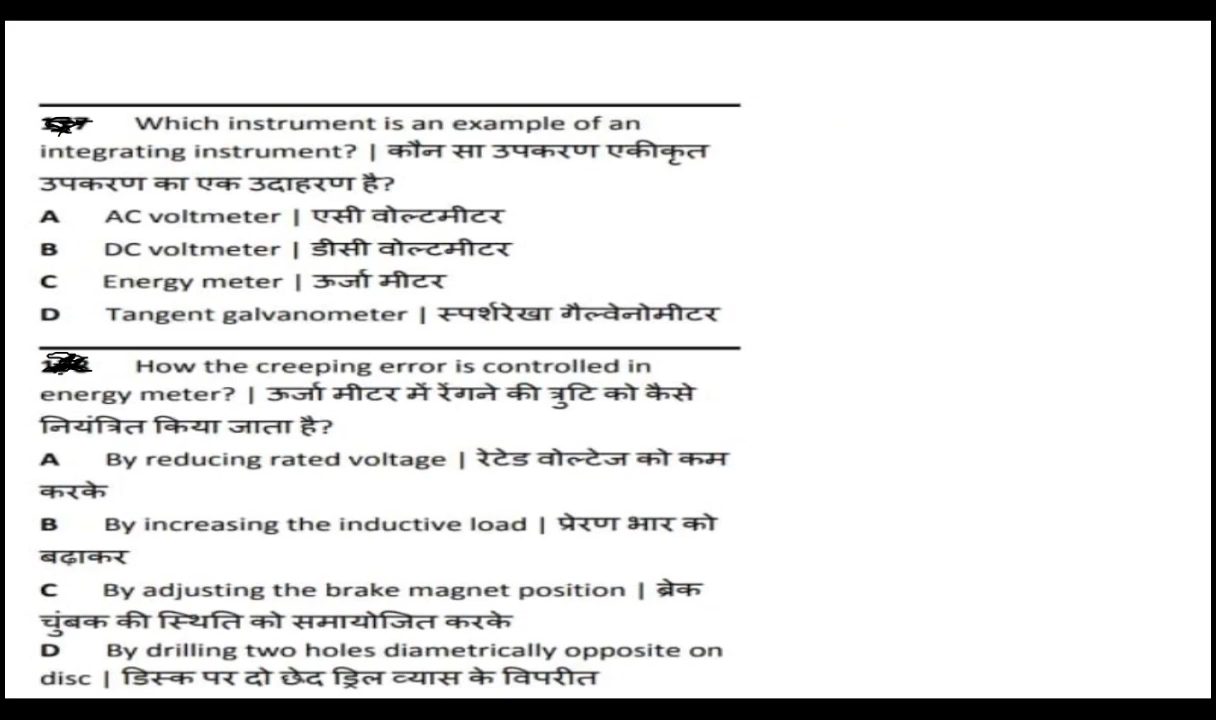 Which instrument is an example of an
integrating instrument? | कौन सा उपकरण एकीकृत
उपकरण का एक उदाहरण है?
A AC voltmeter | एसी वोल्टमीटर
B DC voltmeter | डीसी वोल्टमीटर
C Energy meter | ऊर्जा मीटर
D Tangent galvanometer | स्पर्शरेखा गैल्वेनोमीटर
How the creeping error is controlled in
energy meter? | ऊर्जा मीटर में रेंगने की त्रुटि को कैसे
नियंत्रित किया जाता है?
A By reducing rated voltage | रेटेड वोल्टेज को कम
करके
B By increasing the inductive load | प्रेरण भार को
बढ़ाकर
C By adjusting the brake magnet position | ब्रेक
चुंबक की स्थिति को समायोजित करके
D By drilling two holes diametrically opposite on
disc | डिस्क पर दो छेद ड्रिल व्यास के विपरीत